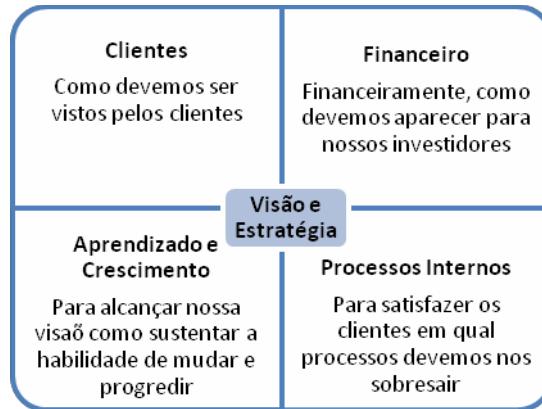 Clientes
Como devemos ser
vistos pelos clientes
Financeiro
Financeiramente, como
devemos aparecer para
nossos investidores
Visão e
Estratégia
Aprendizado e
Crescimento
Para alcançar nossa
visaõ como sustentar a
habilidade de mudar e
progredir
Processos Internos
Para satisfazer os
clientes em qual
processos devemos nos
sobresair